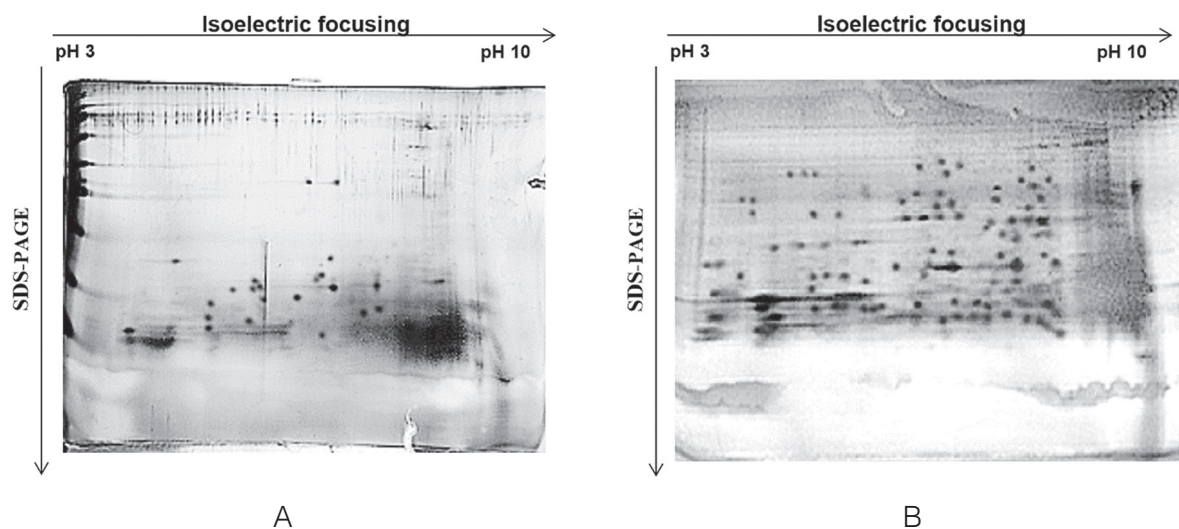 Isoelectric focusing
pH 3 pH 10
SDS-PAGE
A
Isoelectric focusing
pH 3 pH 10
SDS-PAGE
B